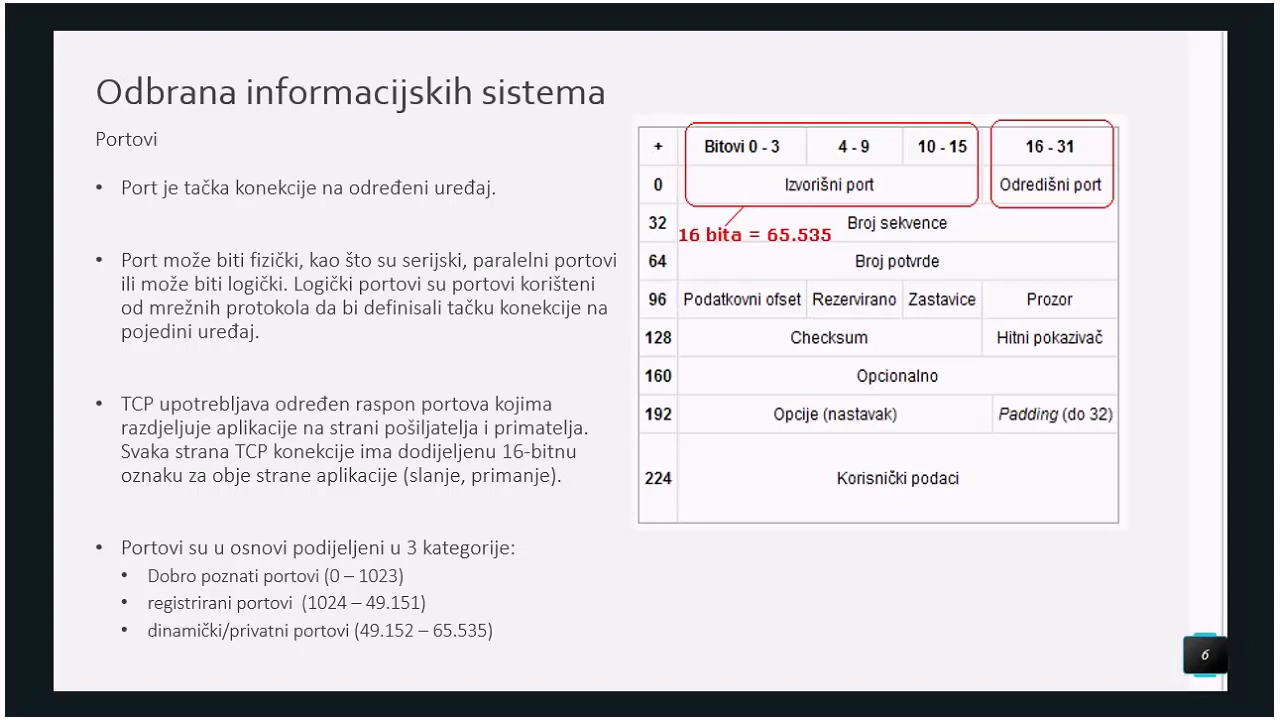 Odbrana informacijskih sistema
Portovi
• Port je tačka konekcije na određeni uređaj.
• Port može biti fizički, kao što su serijski, paralelni portovi
ili može biti logički. Logički portovi su portovi korišteni
od mrežnih protokola da bi definisali tačku konekcije na
pojedini uređaj.
• TCP upotrebljava određen raspon portova kojima
razdjeljuje aplikacije na strani pošiljatelja i primatelja.
Svaka strana TCP konekcije ima dodijeljenu 16-bitnu
oznaku za obje strane aplikacije (slanje, primanje).
• Portovi su u osnovi podijeljeni u 3 kategorije:
• Dobro poznati portovi (0 – 1023)
• registrirani portovi (1024 – 49.151)
• dinamički/privatni portovi (49.152 – 65.535)
+ Bitovi 0 - 3 4 - 9 10 - 15 16 - 31
0 Izvorišni port Odredišni port
32 Broj sekvence
16 bita = 65.535
64 Broj potvrde
96 Podatkovni ofset Rezervirano Zastavice Prozor
128 Checksum Hitni pokazivač
160 Opcionalno
192 Opcije (nastavak) Padding (do 32)
224 Korisnički podaci
6